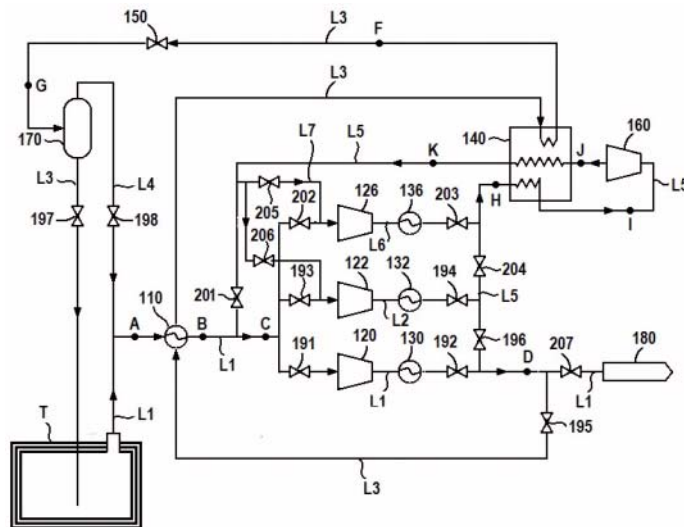 150
L3
F
G
L3
170
140
160
L7
L5
K
J
L3
L4
202
126
136
203
H
L5
197
198
205
L6
I
206
122
132
204
193
194
201
L2
L5
110
A
B
C
120
130
196
L1
191
192
D
207
180
L1
L1
T
L1
195
L3